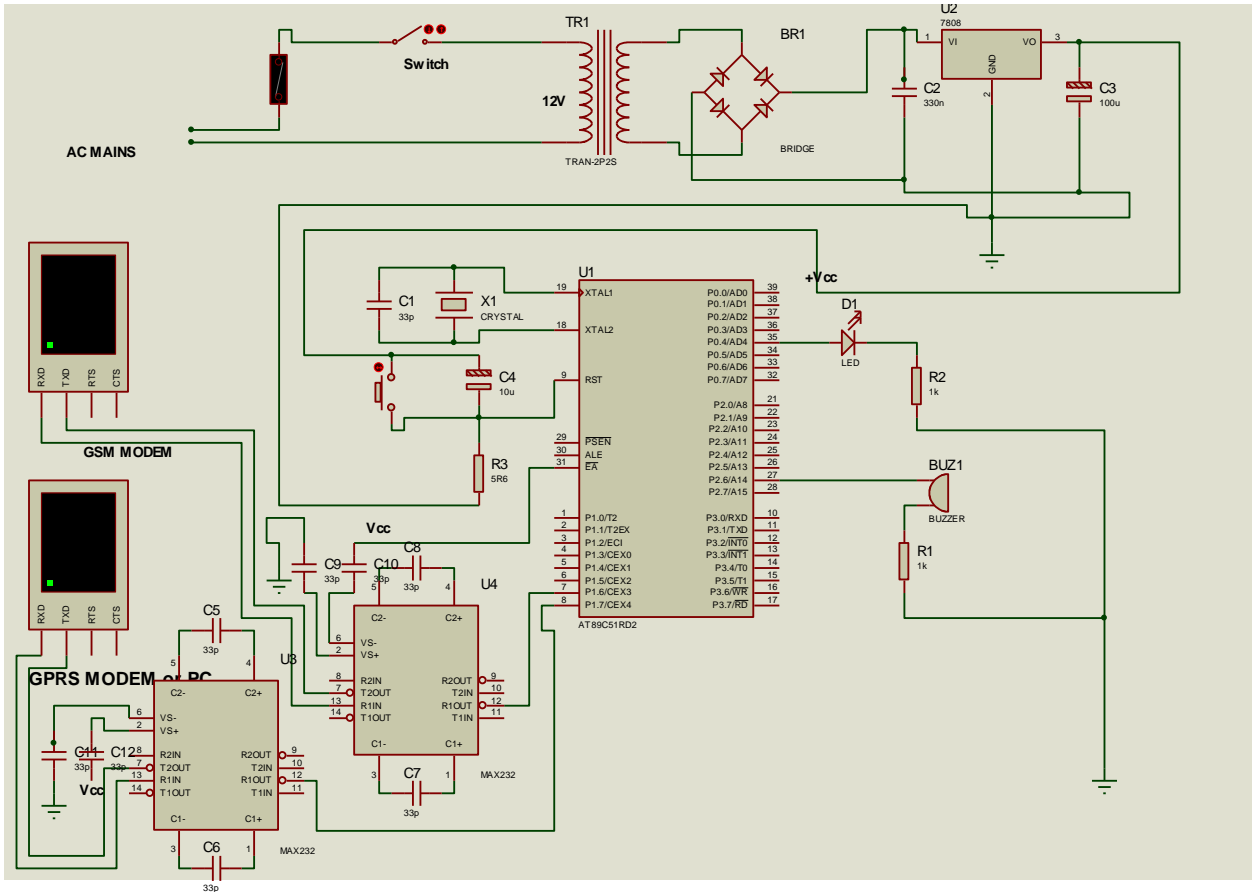 U2
7808
TR1
BR1
1
VI
VO
3
GND
2
Switch
C2
330n
C3
100u
12V
AC MAINS
TRAN-2P2S
BRIDGE
U1
+Vcc
19
XTAL1
18
XTAL2
9
RST
29
PSEN
30
ALE
31
EA
1
P1.0/T2
2
P1.1/T2EX
3
P1.2/ECI
4
P1.3/CEX0
5
P1.4/CEX1
6
P1.5/CEX2
7
P1.6/CEX3
8
P1.7/CEX4
P0.0/AD0
39
P0.1/AD1
38
P0.2/AD2
37
P0.3/AD3
36
P0.4/AD4
35
P0.5/AD5
34
P0.6/AD6
33
P0.7/AD7
32
P2.0/A8
21
P2.1/A9
22
P2.2/A10
23
P2.3/A11
24
P2.4/A12
25
P2.5/A13
26
P2.6/A14
27
P2.7/A15
28
P3.0/RXD
10
P3.1/TXD
11
P3.2/INT0
12
P3.3/INT1
13
P3.4/T0
14
P3.5/T1
15
P3.6/WR
16
P3.7/RD
17
AT89C51RD2
C1
33p
X1
CRYSTAL
C4
10u
R3
5R6
D1
LED
R2
1k
BUZ1
BUZZER
R1
1k
RXD
TXD
RTS
CTS
GSM MODEM
RXD
TXD
RTS
CTS
GPRS MODEM or PC
Vcc
C9
33p
C10
33p
C8
33p
5
4
U4
C2-
C2+
6
VS-
2
VS+
8
R2IN
7
T2OUT
13
R1IN
14
T1OUT
R2OUT
9
T2IN
10
R1OUT
12
T1IN
11
C1-
C1+
3
1
MAX232
C7
33p
C5
33p
5
4
U3
C2-
C2+
6
VS-
2
VS+
8
R2IN
7
T2OUT
13
R1IN
14
T1OUT
R2OUT
9
T2IN
10
R1OUT
12
T1IN
11
C1-
C1+
3
1
MAX232
C11
33p
C12
33p
Vcc
C6
33p